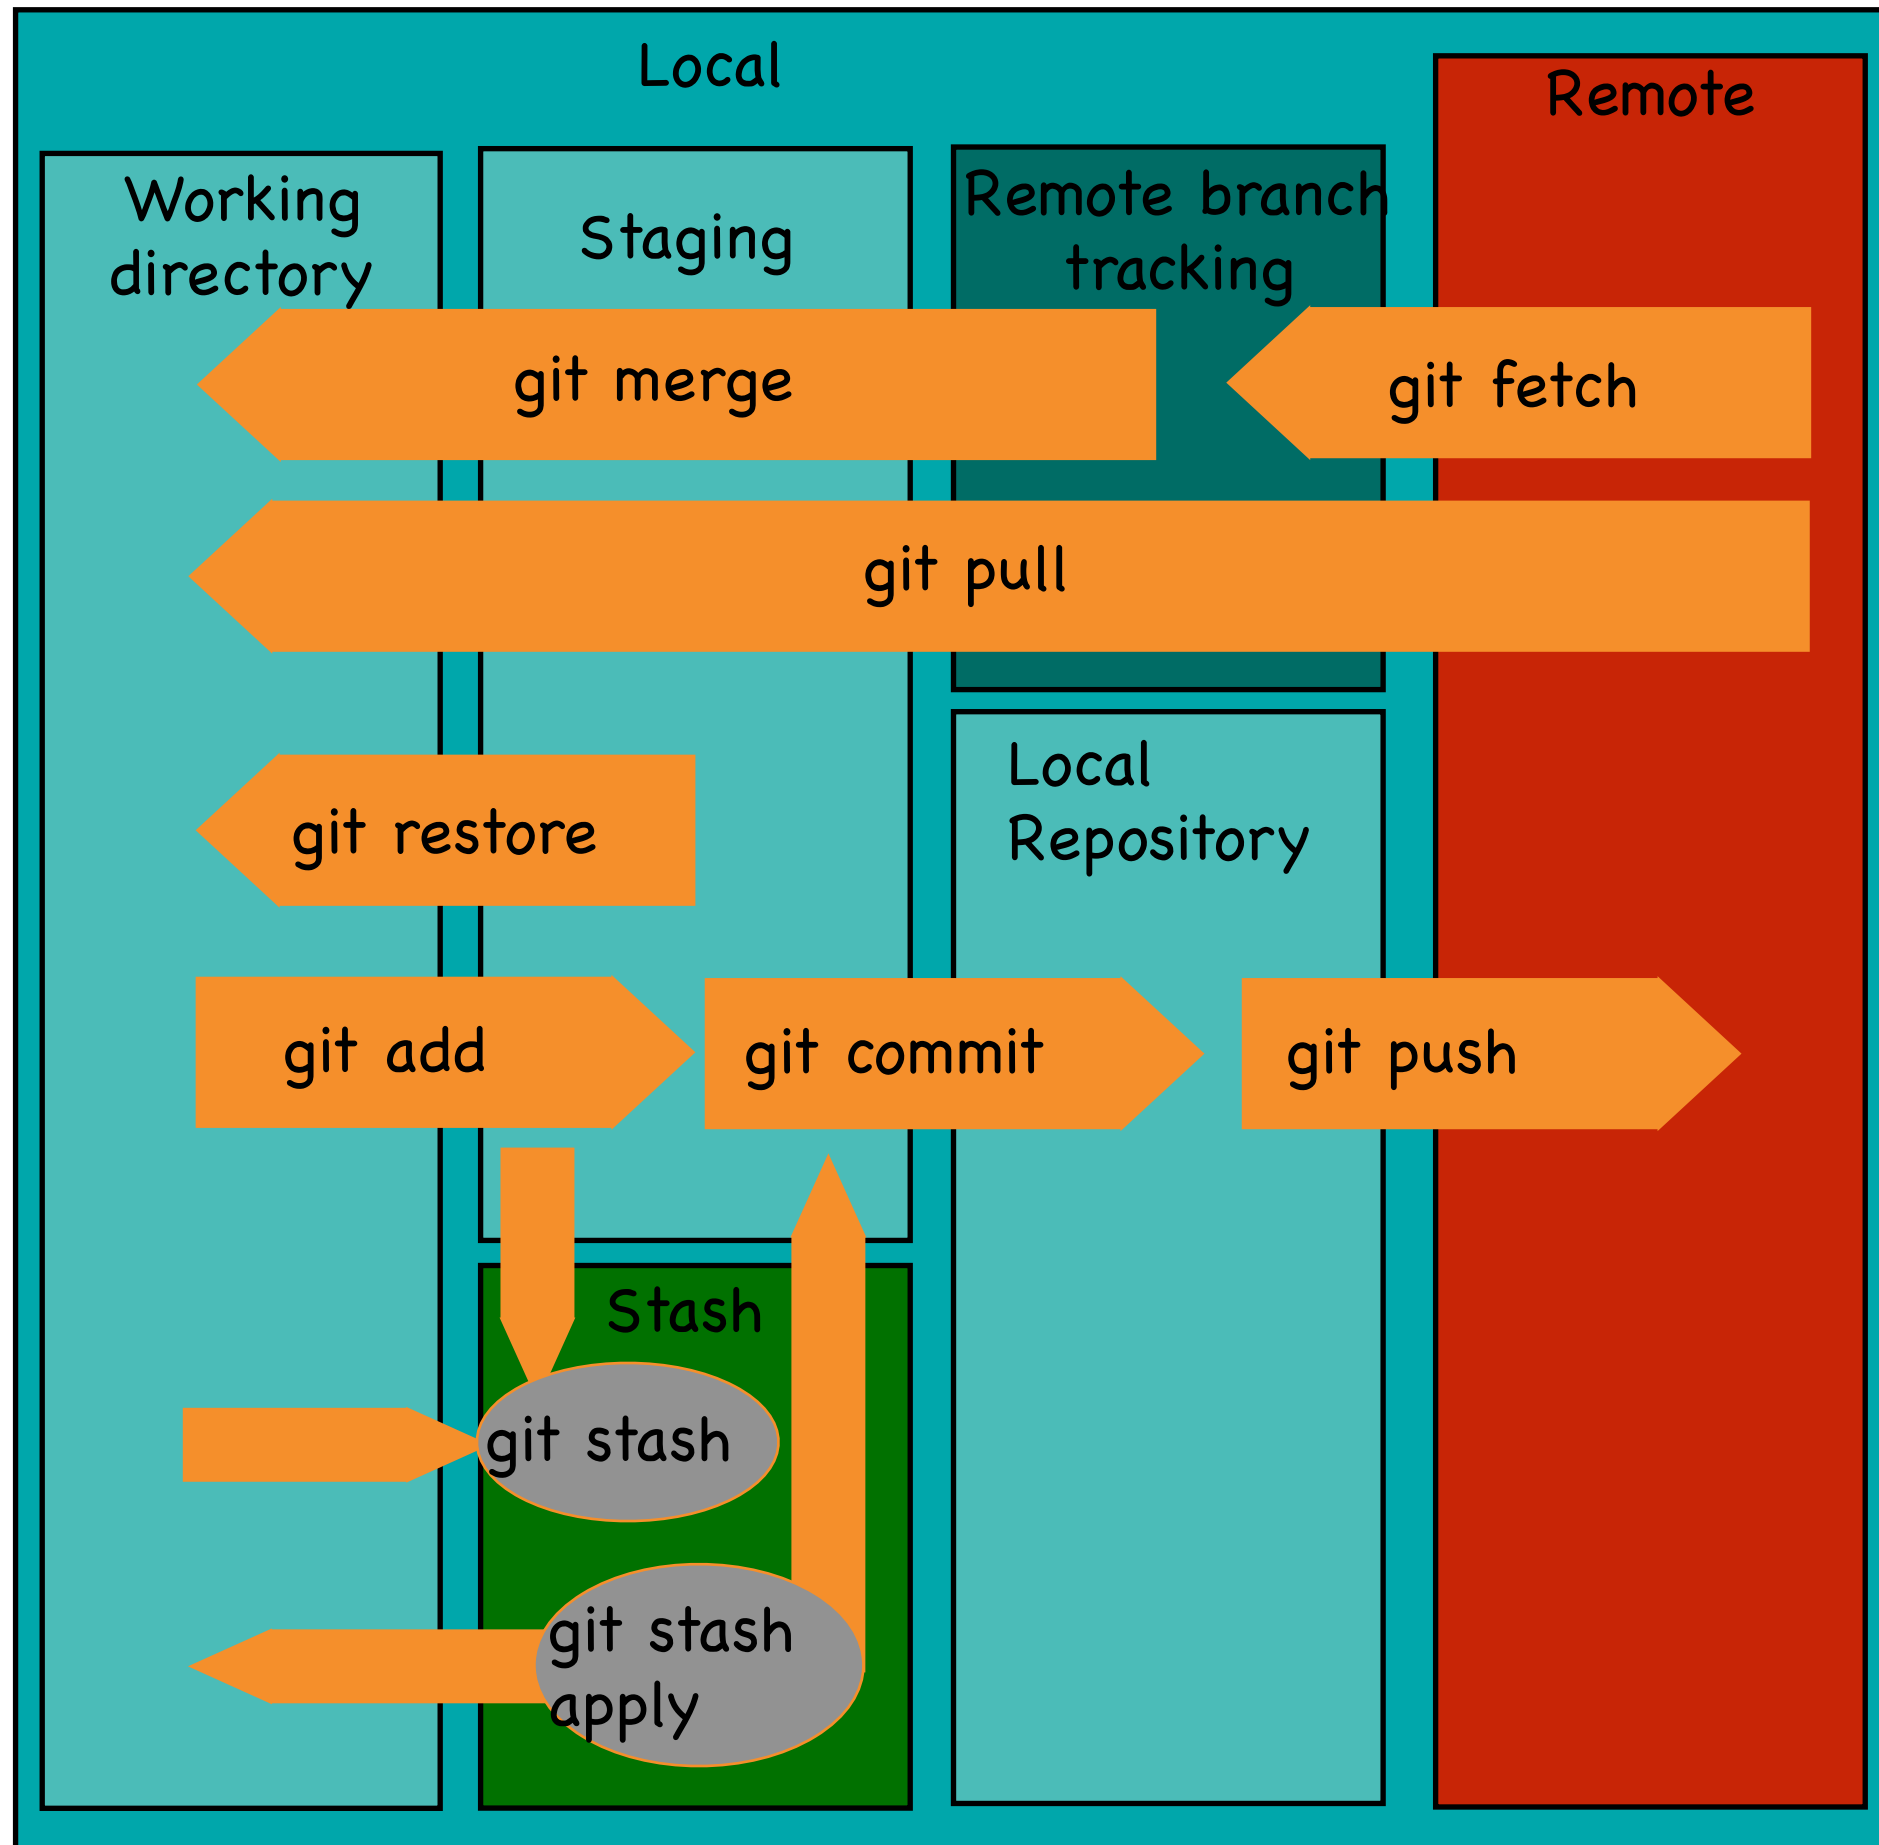 Local
Remote
Working
directory
Staging
Remote branch
tracking
git merge
git fetch
git pull
Local
Repository
git restore
git add
git commit
git push
Stash
git stash
git stash
apply